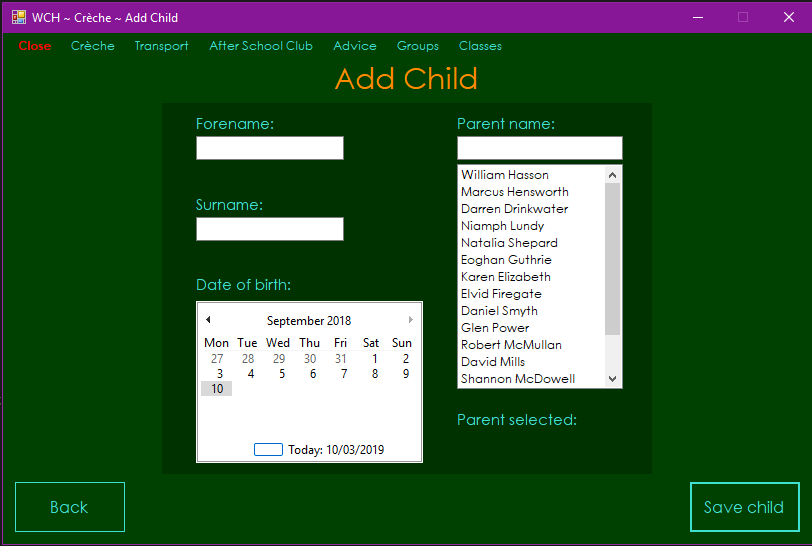 WCH ~ Crèche ~ Add Child
Close Crèche Transport After School Club Advice Groups Classes
Add Child
Forename:
Surname:
Date of birth:
September 2018
Mon Tue Wed Thu Fri Sat Sun
27 28 29 30 31 1 2
3 4 5 6 7 8 9
10
Today: 10/03/2019
Parent name:
William Hasson
Marcus Hensworth
Darren Drinkwater
Niamph Lundy
Natalia Shepard
Eoghan Guthrie
Karen Elizabeth
Elvid Firegate
Daniel Smyth
Glen Power
Robert McMullan
David Mills
Shannon McDowell
Parent selected:
Back
Save child